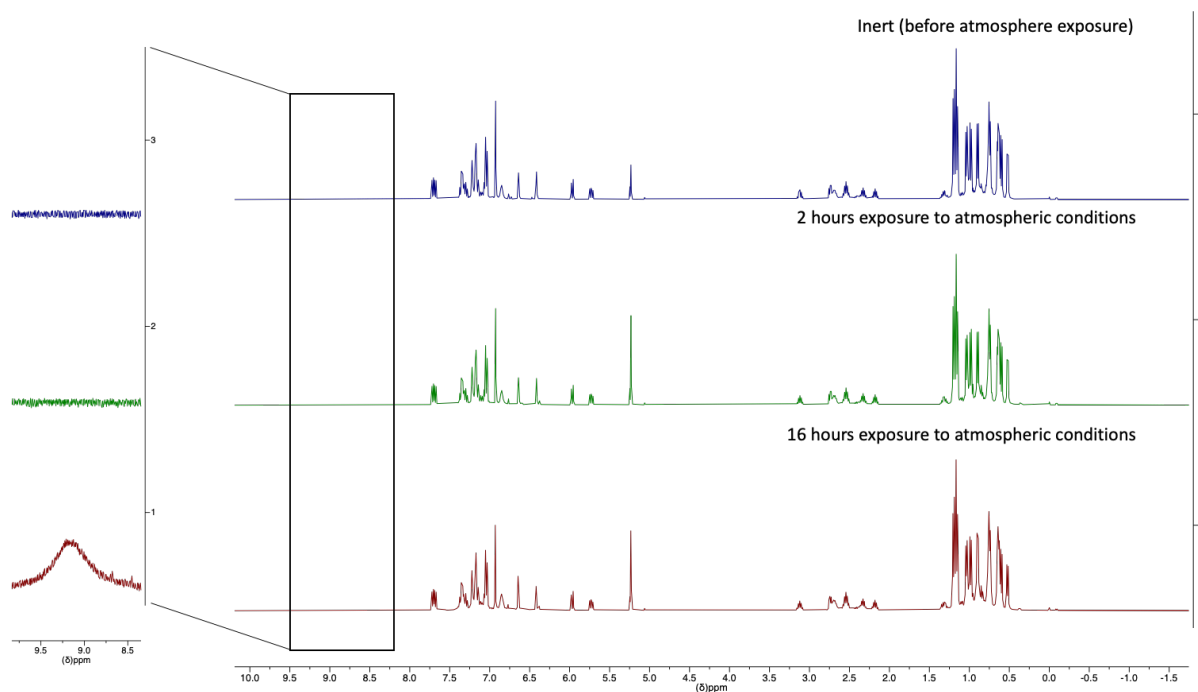 Inert (before atmosphere exposure)
3
2 hours exposure to atmospheric conditions
2
16 hours exposure to atmospheric conditions
1
9.5 9.0 8.5
(δ)ppm
10.0 9.5 9.0 8.5 8.0 7.5 7.0 6.5 6.0 5.5 5.0 4.5 4.0 3.5 3.0 2.5 2.0 1.5 1.0 0.5 0.0 -0.5 -1.0 -1.5
(δ)ppm